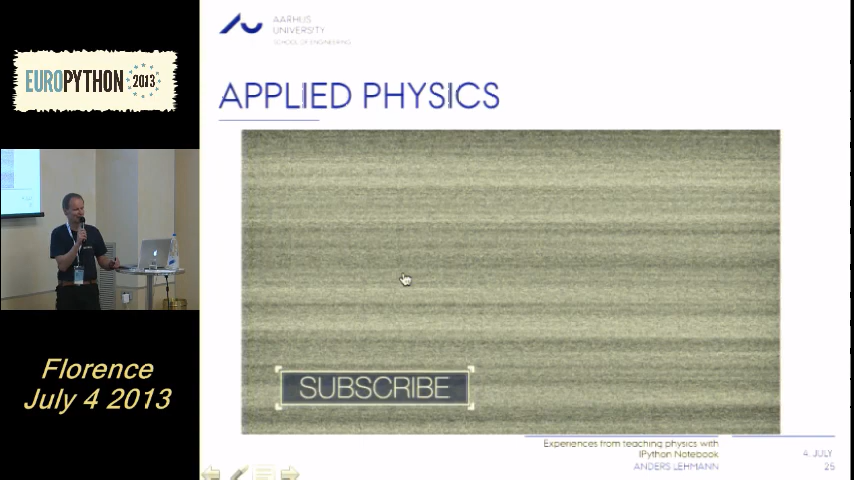 EUROPYTHON 2013
AARHUS
UNIVERSITY
SCHOOL OF ENGINEERING
APPLIED PHYSICS
SUBSCRIBE
Florence
July 4 2013
Experiences from teaching physics with
IPython Notebook
ANDERS LEHMANN
4. JULY
25